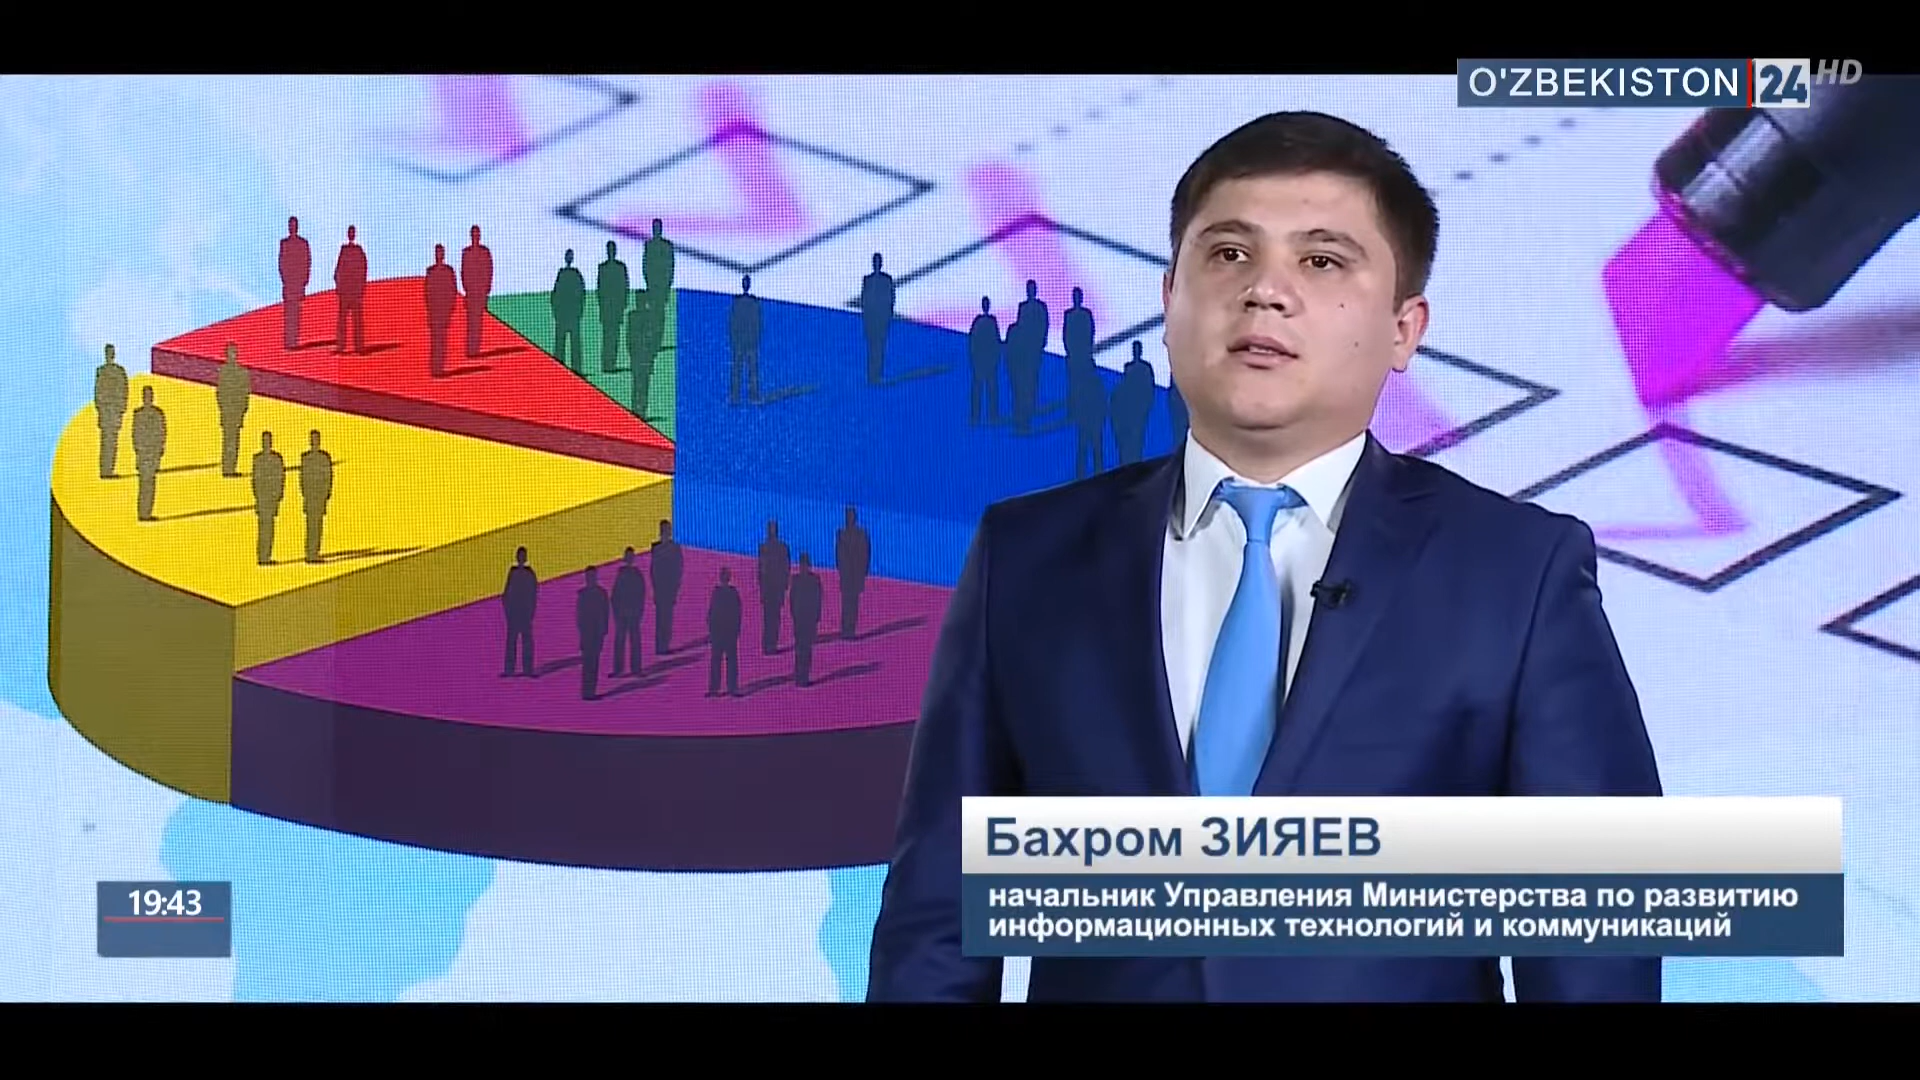 O'ZBEKISTON 24 HD
Бахром ЗИЯЕВ
начальник Управления Министерства по развитию
информационных технологий и коммуникаций
19:43